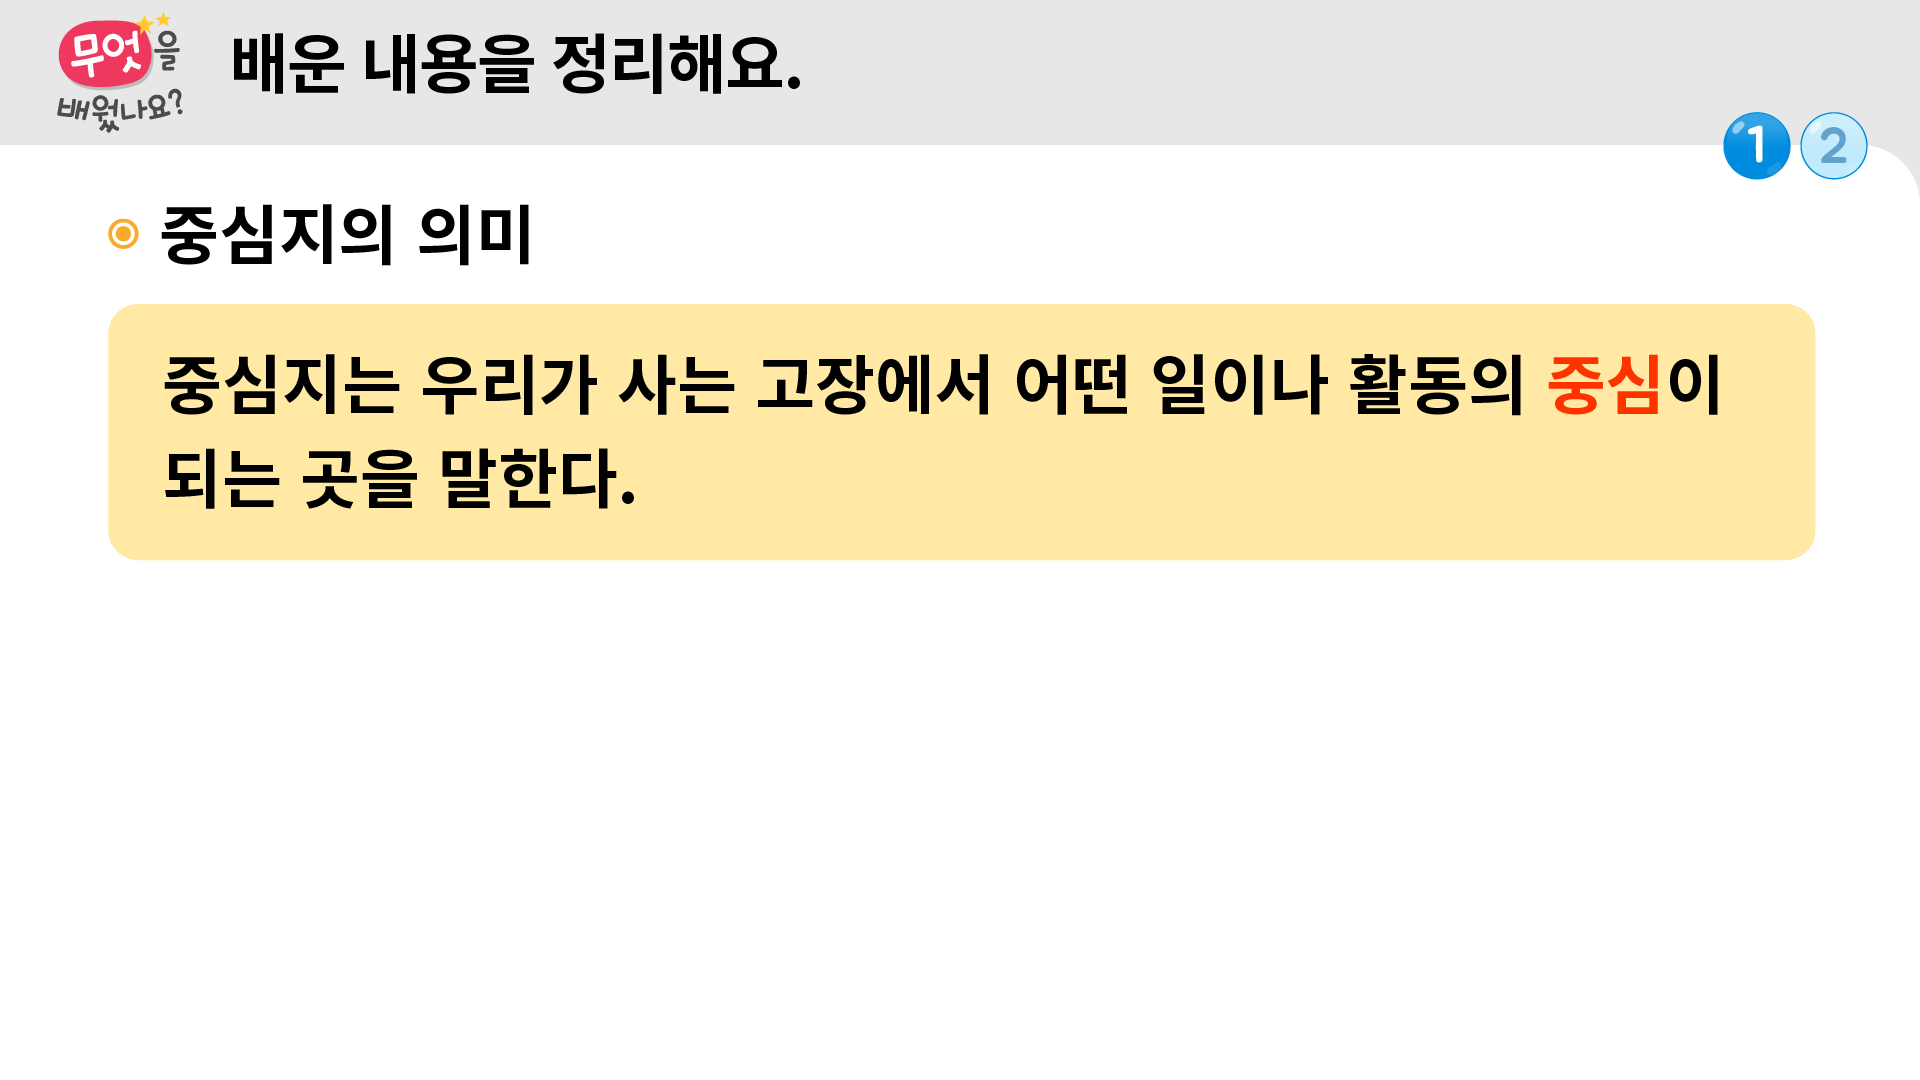 무엇을
배웠나요?
배운 내용을 정리해요.
1 2
중심지의 의미
중심지는 우리가 사는 고장에서 어떤 일이나 활동의 중심이
되는 곳을 말한다.